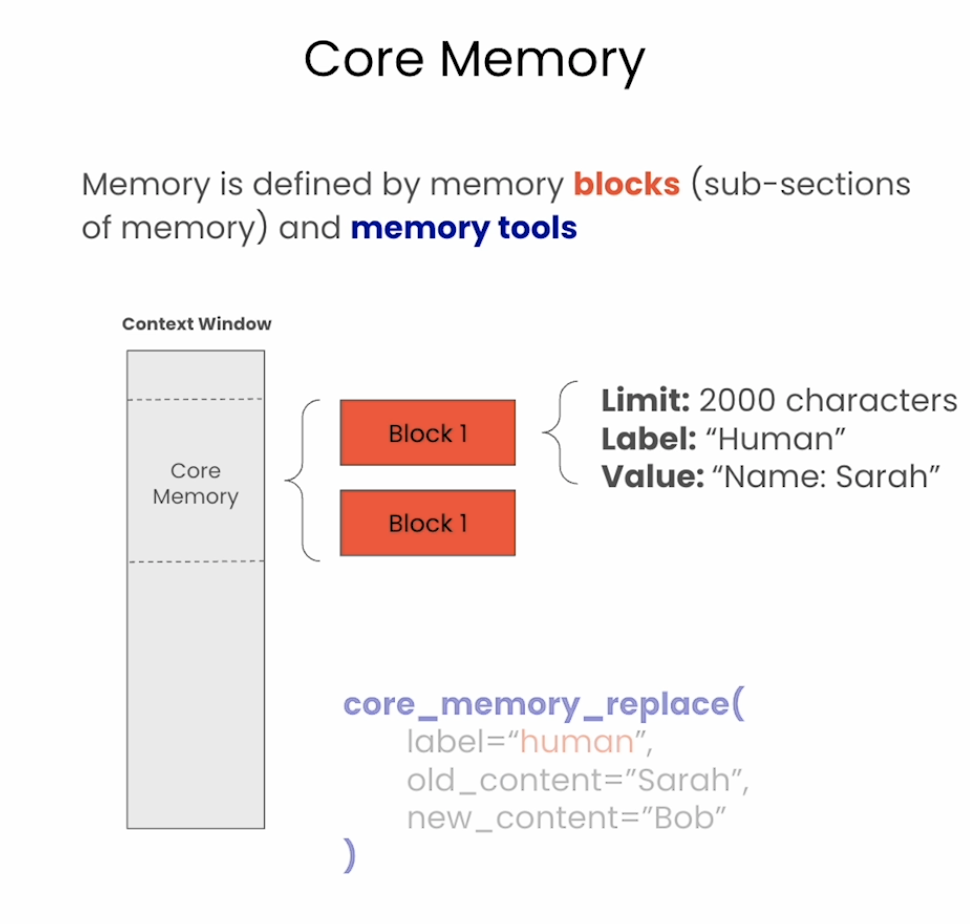 Core Memory
Memory is defined by memory blocks (sub-sections
of memory) and memory tools
Context Window
Core
Memory
Block 1
Block 1
Limit: 2000 characters
Label: “Human”
Value: “Name: Sarah”
core_memory_replace(
label=“human”,
old_content=”Sarah”,
new_content=”Bob”
)